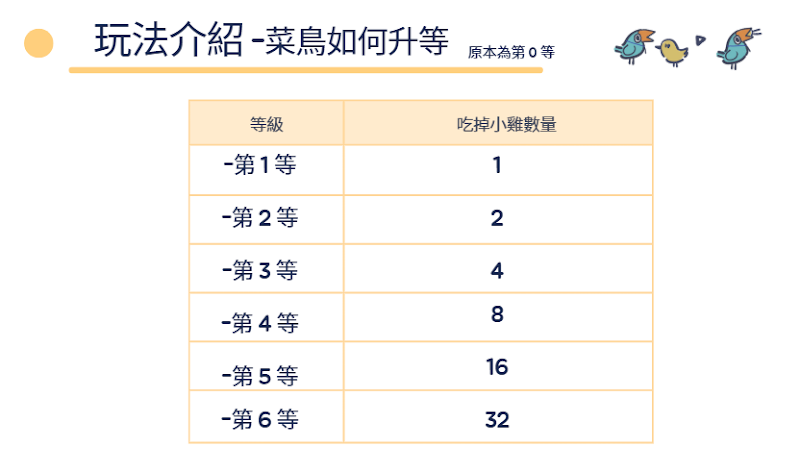 玩法介紹 -菜鳥如何升等 原本為第 0 等
等級 吃掉小雞數量
-第 1 等 1
-第 2 等 2
-第 3 等 4
-第 4 等 8
-第 5 等 16
-第 6 等 32